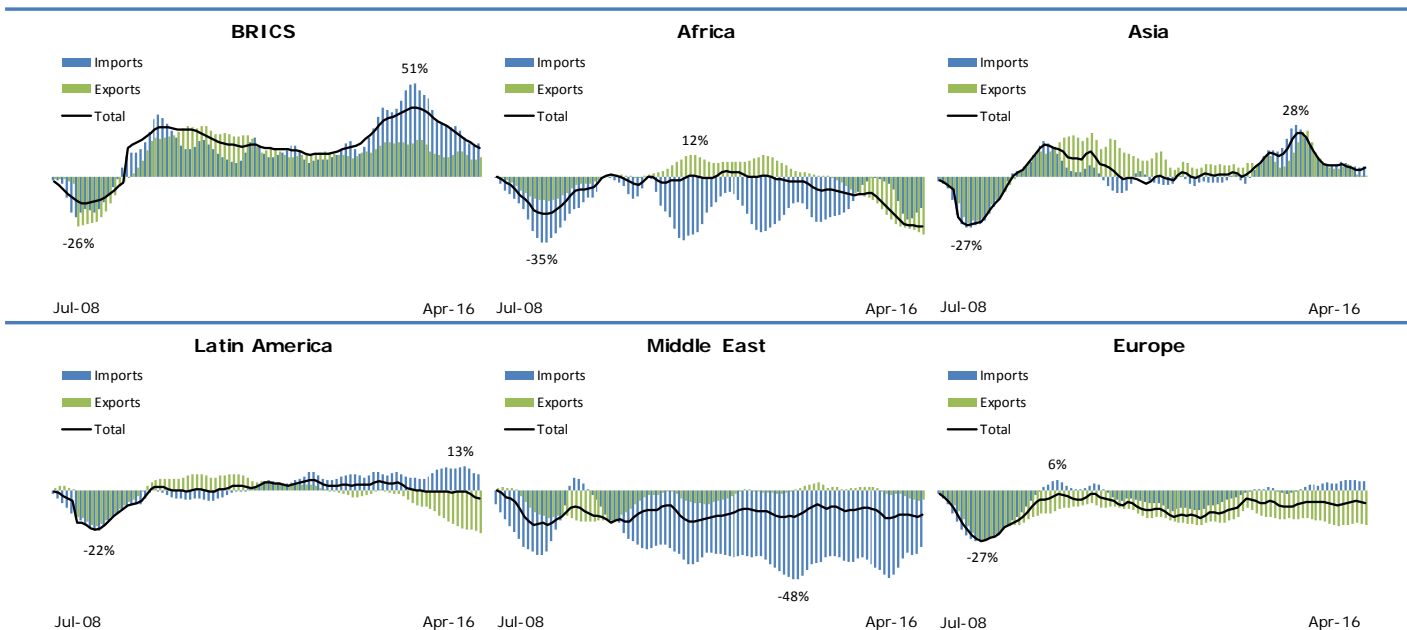 BRICS
Imports
Exports
Total
51%
-26%
Jul-08
Apr-16
Africa
12%
-35%
Jul-08
Apr-16
Asia
Imports
Exports
Total
28%
-27%
Jul-08
Apr-16
Latin America
Imports
Exports
Total
13%
-22%
Jul-08
Apr-16
Middle East
Imports
Exports
Total
-48%
Jul-08
Apr-16
Europe
Imports
Exports
Total
6%
-27%
Jul-08
Apr-16